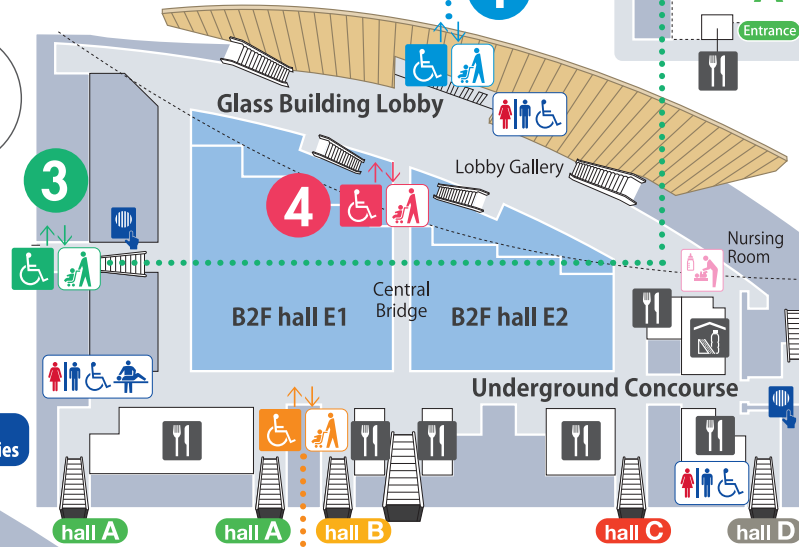 Entrance
Glass Building Lobby
Lobby Gallery
3
4
Nursing
Room
Central
Bridge
B2F hall E1
B2F hall E2
Underground Concourse
ies
hall A
hall A
hall B
hall C
hall D